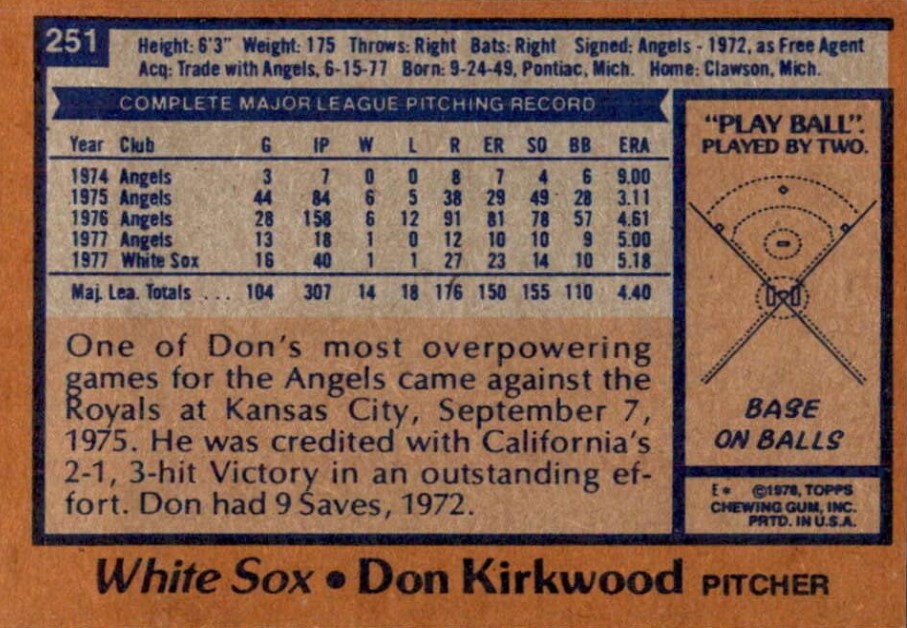 251
Height: 6'3" Weight: 175 Throws: Right Bats: Right Signed: Angels - 1972, as Free Agent
Acq: Trade with Angels, 6-15-77 Born: 9-24-49, Pontiac, Mich. Home: Clawson, Mich.
COMPLETE MAJOR LEAGUE PITCHING RECORD
Year Club G IP W L R ER SO BB ERA
1974 Angels 3 7 0 0 8 7 4 6 9.00
1975 Angels 44 84 6 5 38 29 49 28 3.11
1976 Angels 28 158 6 12 91 81 78 57 4.61
1977 Angels 13 18 1 0 12 10 10 9 5.00
1977 White Sox 16 40 1 1 27 23 14 10 5.18
Maj. Lea. Totals ... 104 307 14 18 176 150 155 110 4.40
One of Don's most overpowering
games for the Angels came against the
Royals at Kansas City, September 7,
1975. He was credited with California's
2-1, 3-hit Victory in an outstanding ef-
fort. Don had 9 Saves, 1972.
"PLAY BALL".
PLAYED BY TWO.
BASE
ON BALLS
E* ©1978, TOPPS
CHEWING GUM, INC.
PRTD. IN U.S.A.
White Sox • Don Kirkwood PITCHER